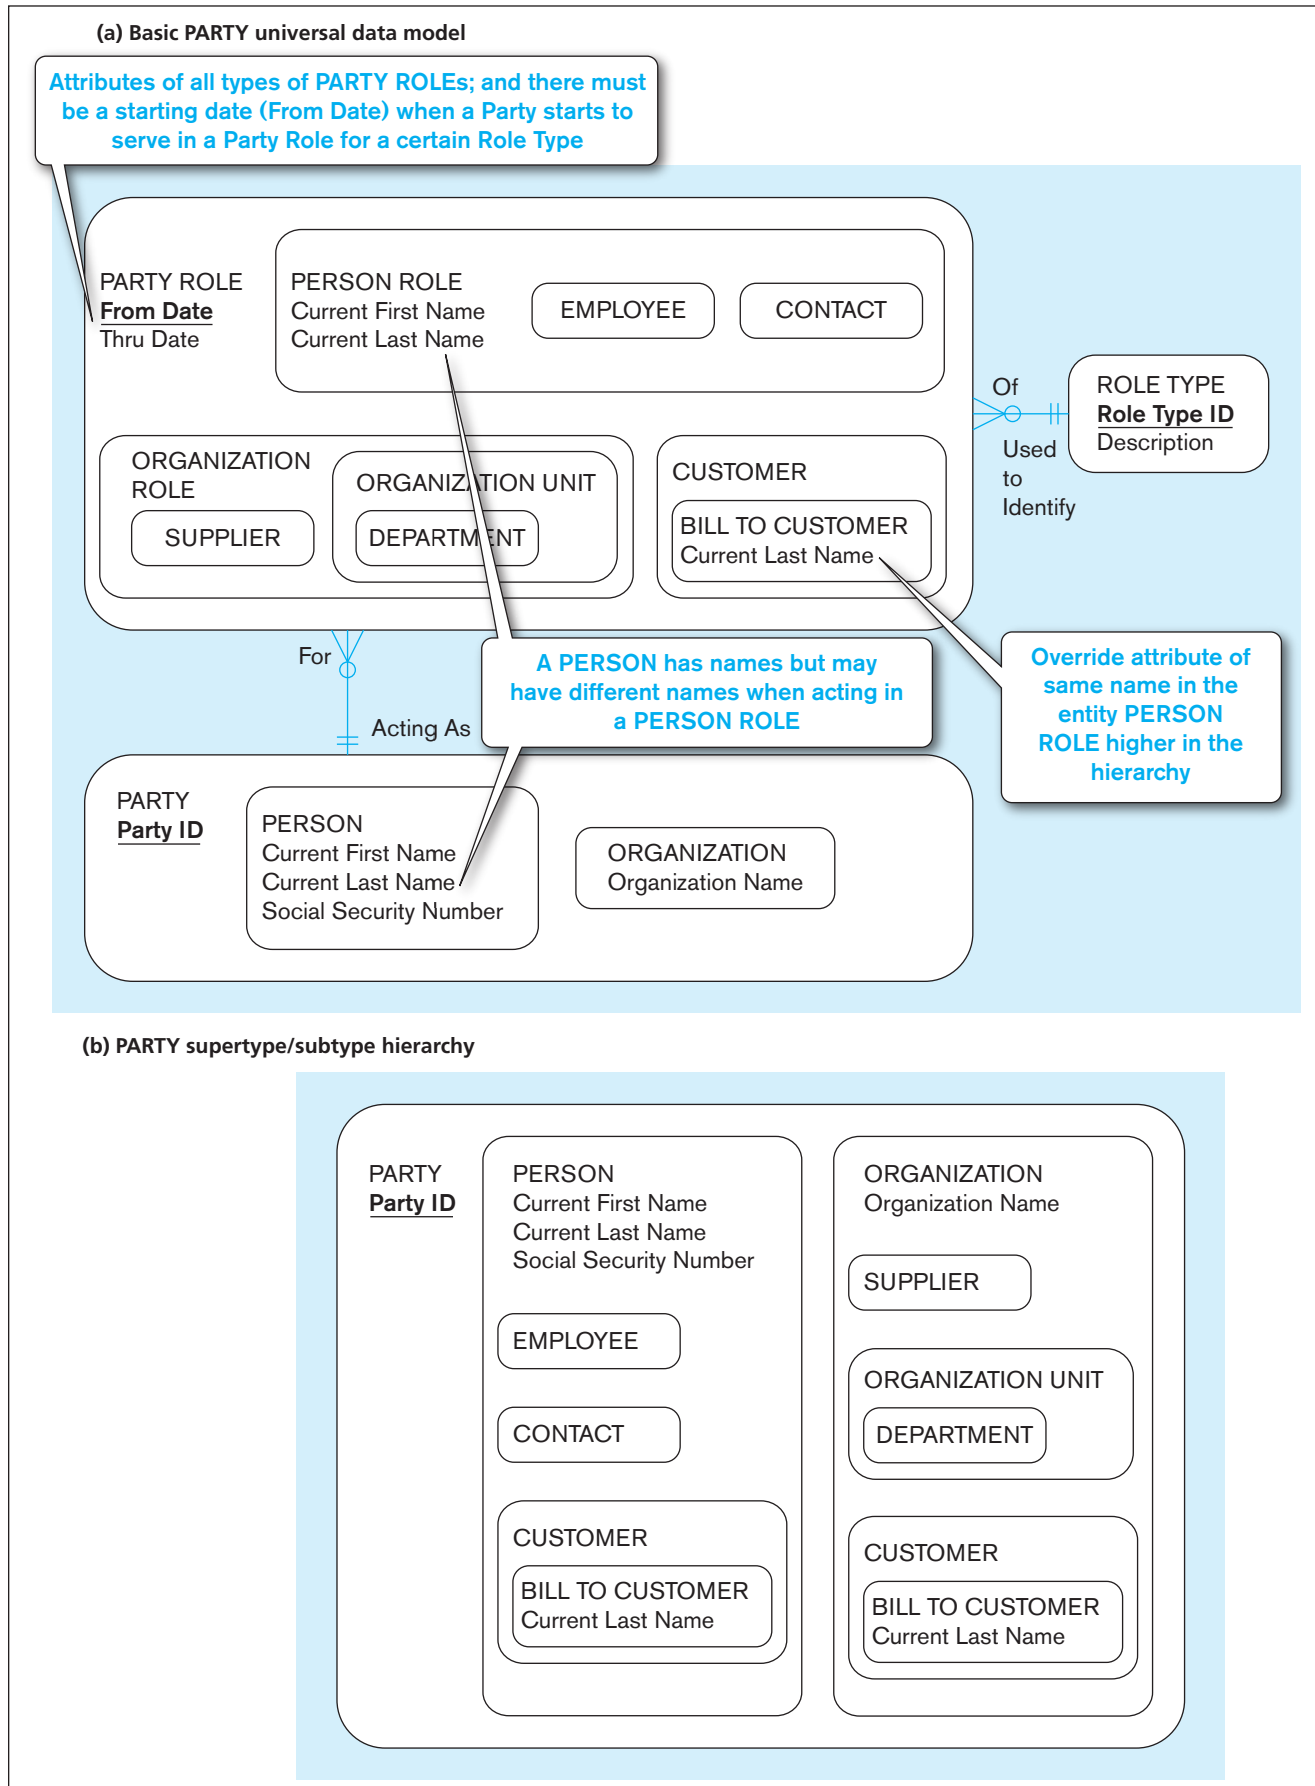 (a) Basic PARTY universal data model
Attributes of all types of PARTY ROLEs; and there must
be a starting date (From Date) when a Party starts to
serve in a Party Role for a certain Role Type
PARTY ROLE
From Date
Thru Date
PERSON ROLE
Current First Name
Current Last Name
EMPLOYEE
CONTACT
Of
Used
to
Identify
ROLE TYPE
Role Type ID
Description
ORGANIZATION
ROLE
SUPPLIER
ORGANIZATION UNIT
DEPARTMENT
CUSTOMER
BILL TO CUSTOMER
Current Last Name
For
Acting As
A PERSON has names but may
have different names when acting in
a PERSON ROLE
Override attribute of
same name in the
entity PERSON
ROLE higher in the
hierarchy
PARTY
Party ID
PERSON
Current First Name
Current Last Name
Social Security Number
ORGANIZATION
Organization Name
(b) PARTY supertype/subtype hierarchy
PARTY
Party ID
PERSON
Current First Name
Current Last Name
Social Security Number
EMPLOYEE
CONTACT
CUSTOMER
BILL TO CUSTOMER
Current Last Name
ORGANIZATION
Organization Name
SUPPLIER
ORGANIZATION UNIT
DEPARTMENT
CUSTOMER
BILL TO CUSTOMER
Current Last Name